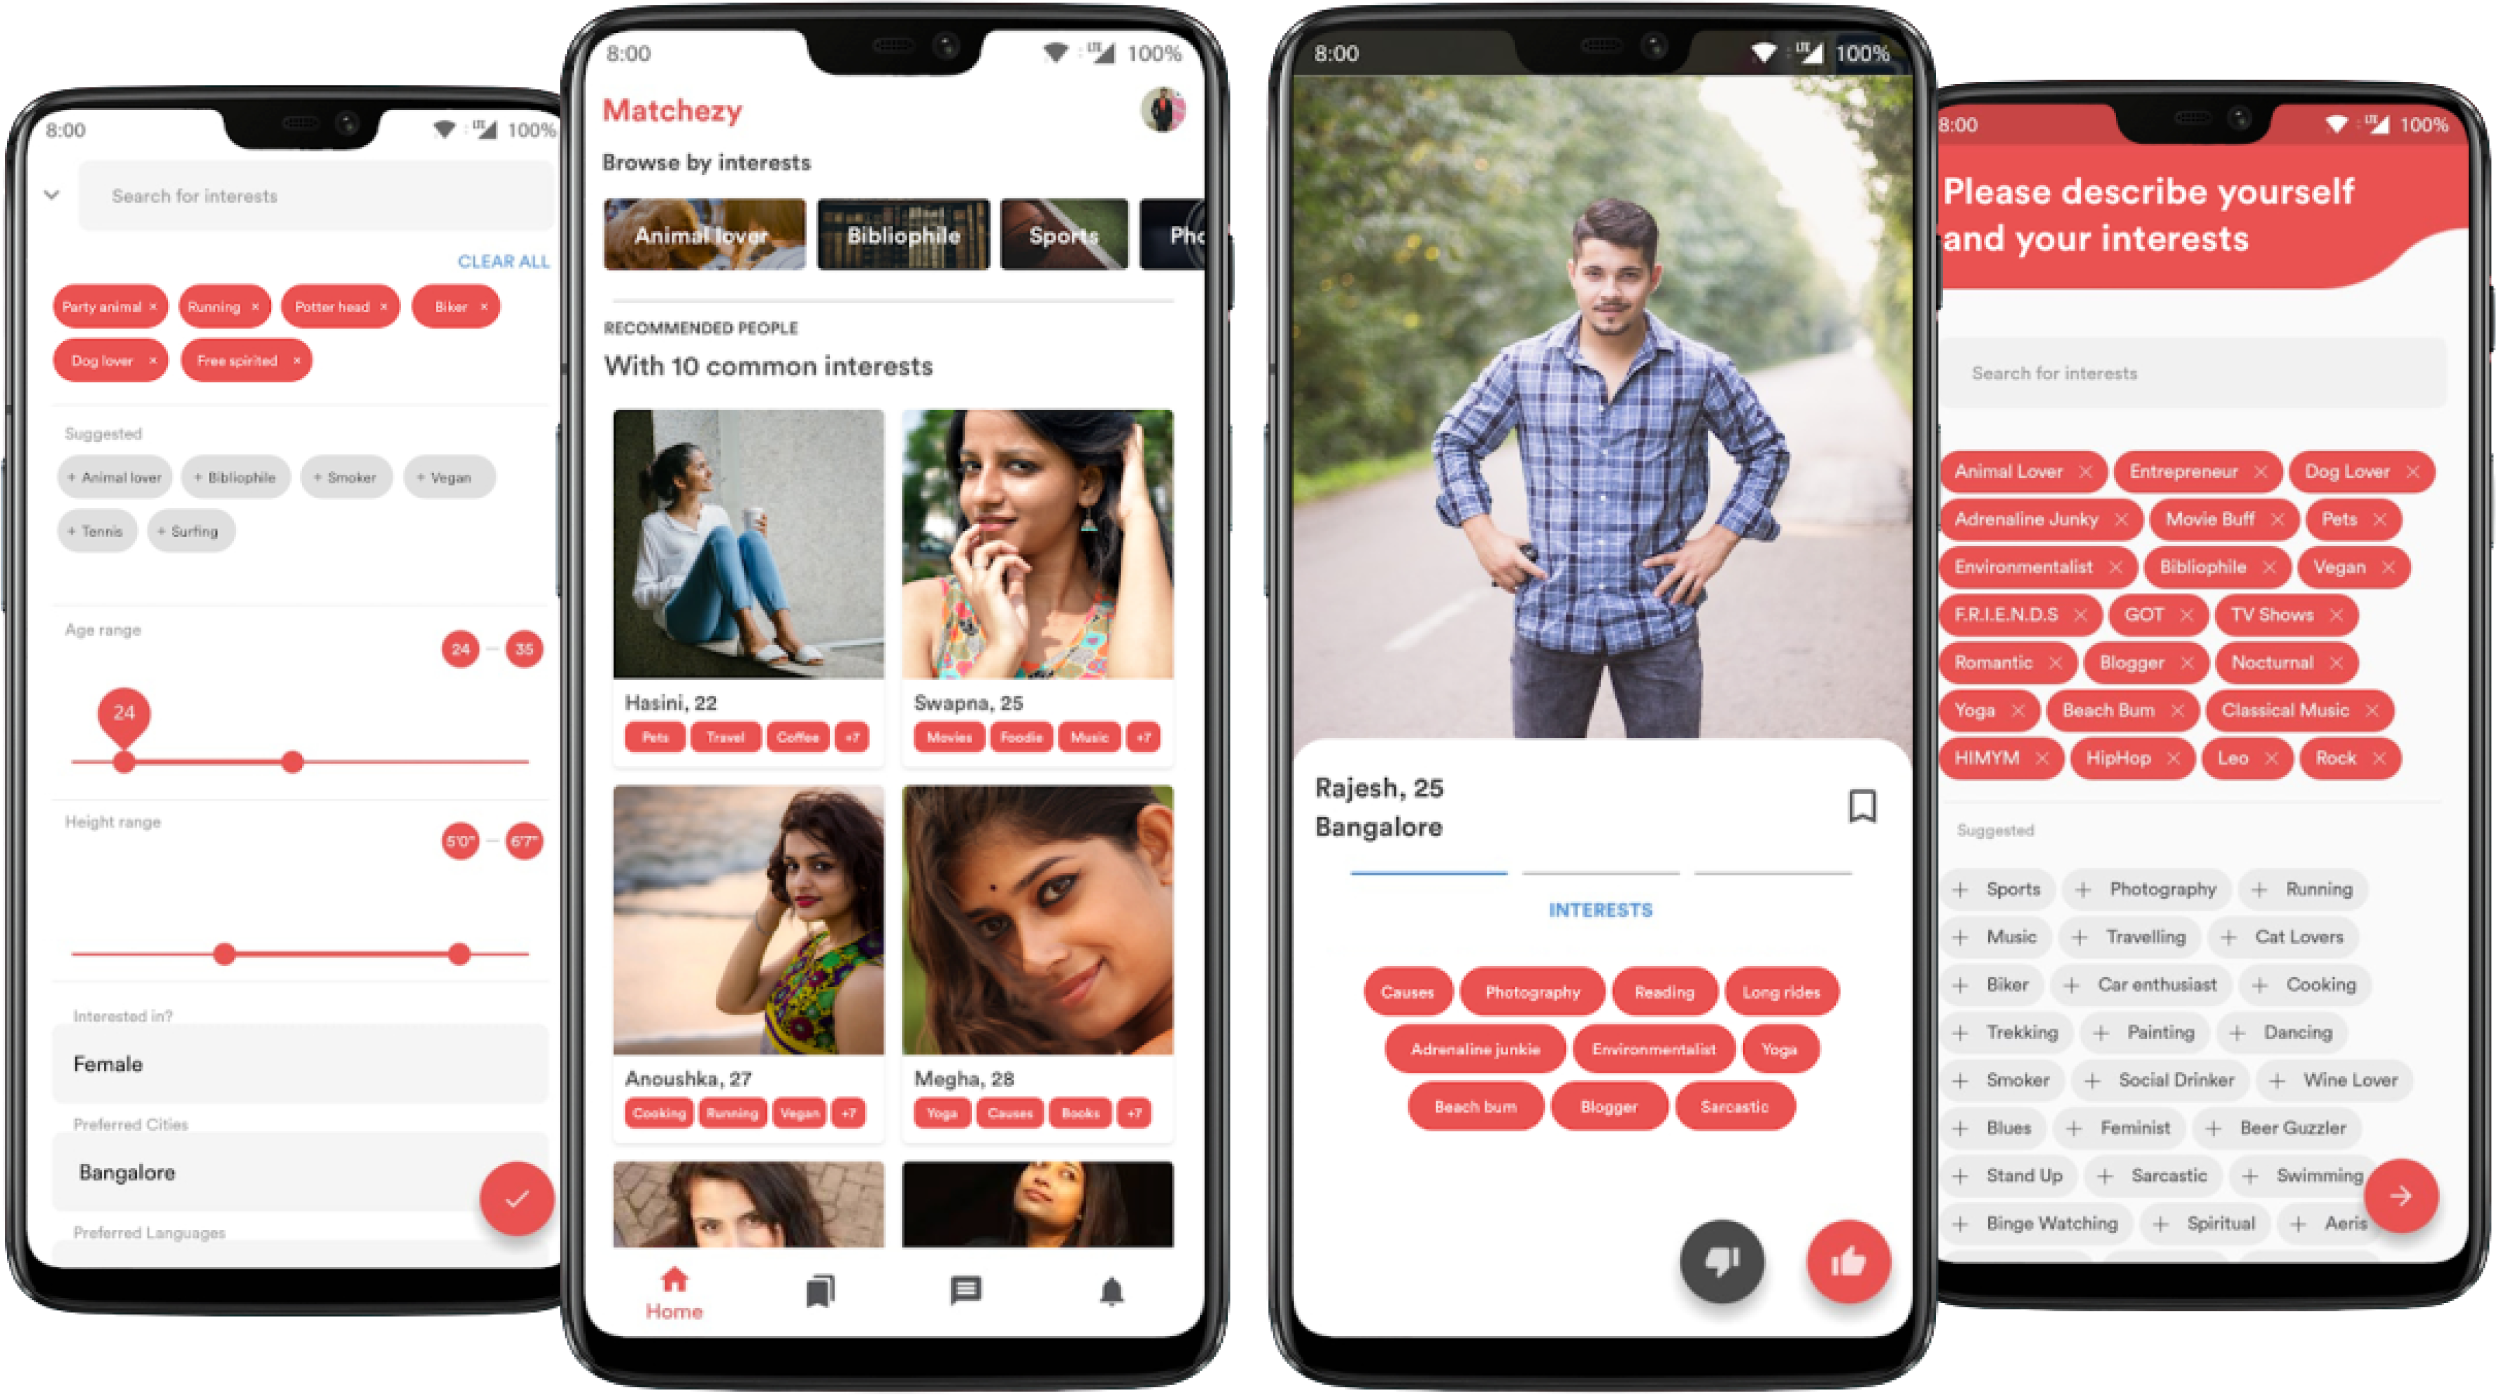 8:00 LTE 100%
Search for interests
CLEAR ALL
Party animal × Running × Potter head × Biker ×
Dog lover × Free spirited ×
Suggested
+ Animal lover + Bibliophile + Smoker + Vegan
+ Tennis + Surfing
Age range
24 – 35
24
Height range
5'0" – 6'7"
Interested in?
Female
Preferred Cities
Bangalore
Preferred Languages
8:00 LTE 100%
Matchezy
Browse by interests
Animal lover Bibliophile Sports Pho
RECOMMENDED PEOPLE
With 10 common interests
Hasini, 22
Pets Travel Coffee +7
Swapna, 25
Movies Foodie Music +7
Anoushka, 27
Cooking Running Vegan +7
Megha, 28
Yoga Causes Books +7
Home
8:00 LTE 100%
Rajesh, 25
Bangalore
INTERESTS
Causes Photography Reading Long rides
Adrenaline junkie Environmentalist Yoga
Beach bum Blogger Sarcastic
8:00 LTE 100%
Please describe yourself
and your interests
Search for interests
Animal Lover × Entrepreneur × Dog Lover ×
Adrenaline Junky × Movie Buff × Pets ×
Environmentalist × Bibliophile × Vegan ×
F.R.I.E.N.D.S × GOT × TV Shows ×
Romantic × Blogger × Nocturnal ×
Yoga × Beach Bum × Classical Music ×
HIMYM × HipHop × Leo × Rock ×
Suggested
+ Sports + Photography + Running
+ Music + Travelling + Cat Lovers
+ Biker + Car enthusiast + Cooking
+ Trekking + Painting + Dancing
+ Smoker + Social Drinker + Wine Lover
+ Blues + Feminist + Beer Guzzler
+ Stand Up + Sarcastic + Swimming
+ Binge Watching + Spiritual + Aeris